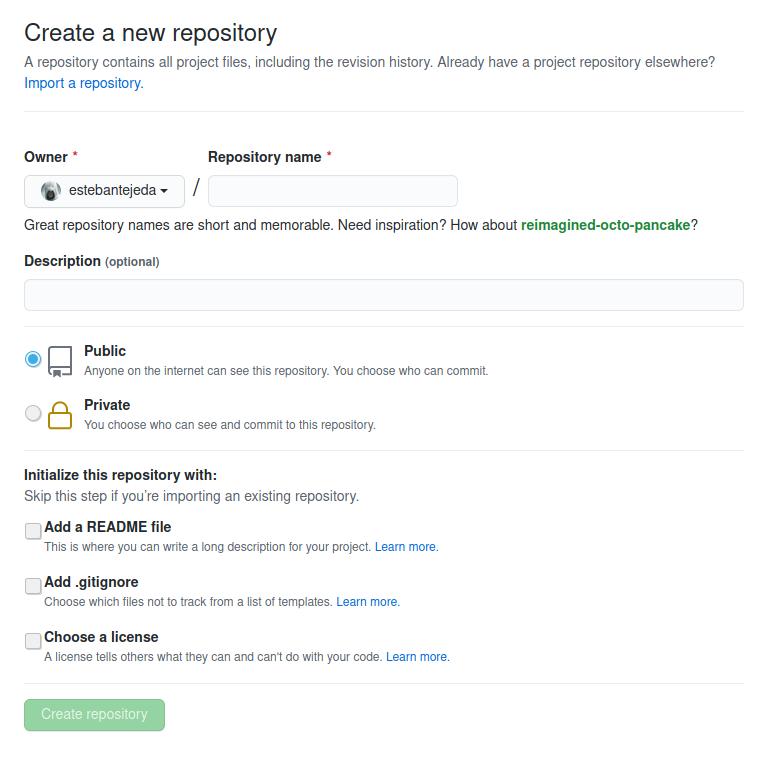 Create a new repository
A repository contains all project files, including the revision history. Already have a project repository elsewhere?
Import a repository.
Owner * Repository name *
estebantejeda /
Great repository names are short and memorable. Need inspiration? How about reimagined-octo-pancake?
Description (optional)
Public
Anyone on the internet can see this repository. You choose who can commit.
Private
You choose who can see and commit to this repository.
Initialize this repository with:
Skip this step if you’re importing an existing repository.
Add a README file
This is where you can write a long description for your project. Learn more.
Add .gitignore
Choose which files not to track from a list of templates. Learn more.
Choose a license
A license tells others what they can and can't do with your code. Learn more.
Create repository